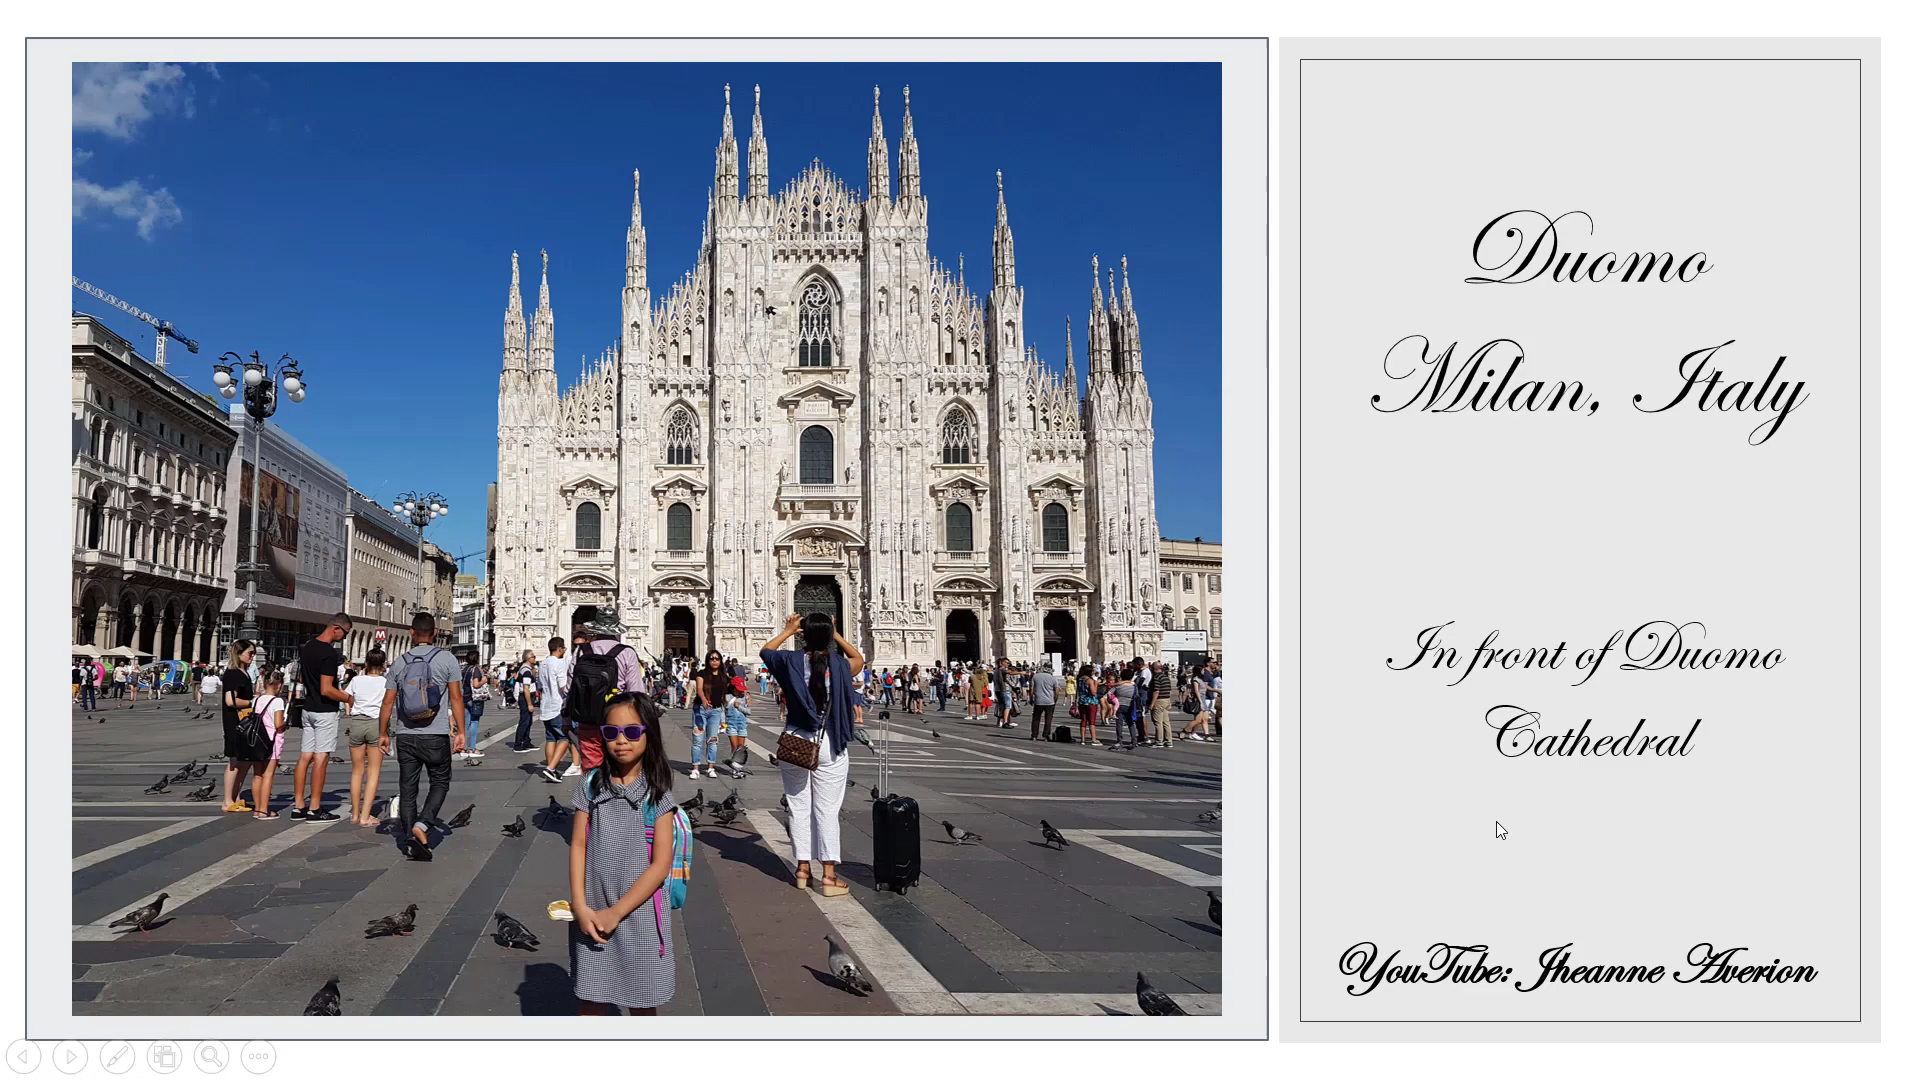 Duomo
Milan, Italy
In front of Duomo
Cathedral
YouTube: Jheanne Averion
M